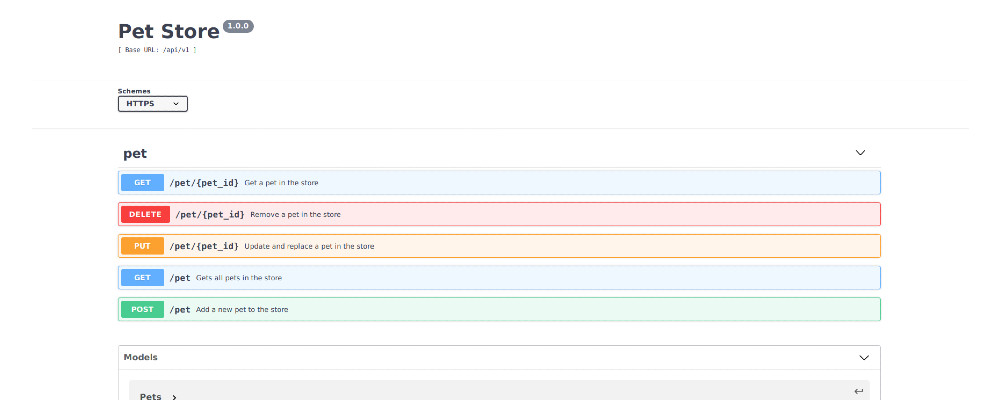 Pet Store 1.0.0
[ Base URL: /api/v1 ]
Schemes
HTTPS
pet
GET /pet/{pet_id} Get a pet in the store
DELETE /pet/{pet_id} Remove a pet in the store
PUT /pet/{pet_id} Update and replace a pet in the store
GET /pet Gets all pets in the store
POST /pet Add a new pet to the store
Models
Pets